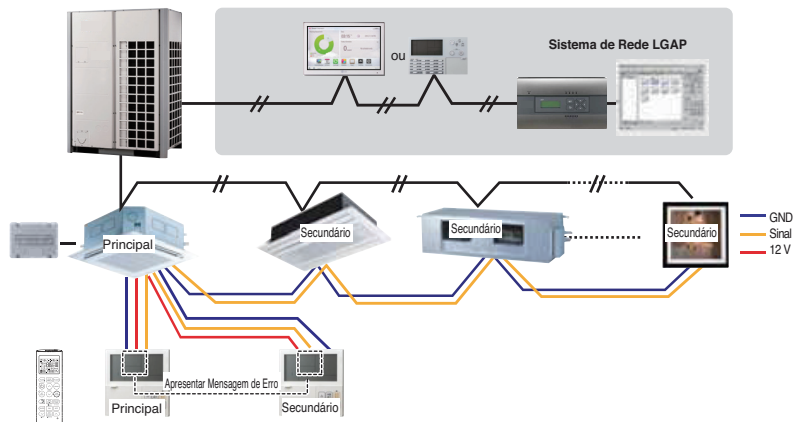 ou
Sistema de Rede LGAP
Principal
Secundário
Secundário
Secundário
GND
Sinal
12 V
Apresentar Mensagem de Erro
Principal
Secundário